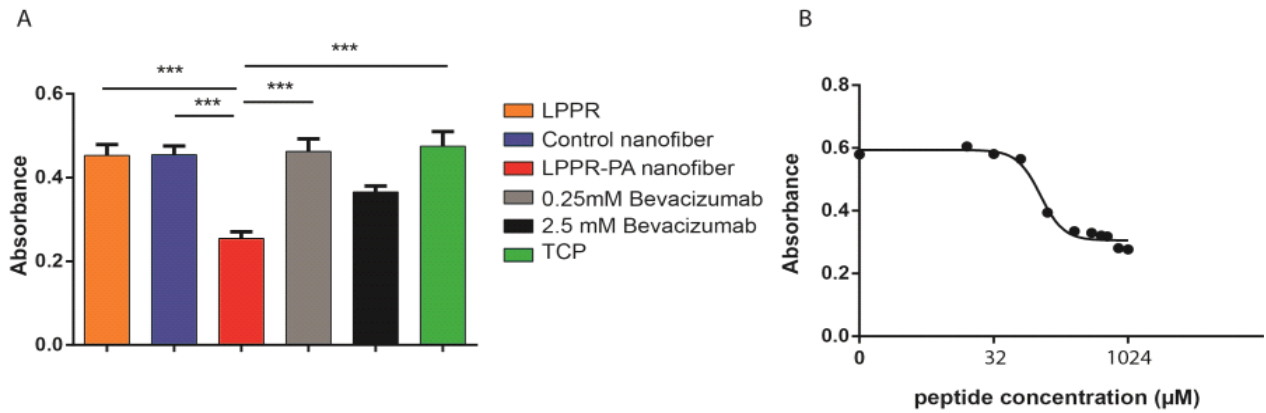 A
***
***
***
***
0.6
0.4
0.2
0.0
Absorbance
LPPR
Control nanofiber
LPPR-PA nanofiber
0.25mM Bevacizumab
2.5 mM Bevacizumab
TCP
B
0.8
0.6
0.4
0.2
0.0
Absorbance
0
32
1024
peptide concentration (μM)